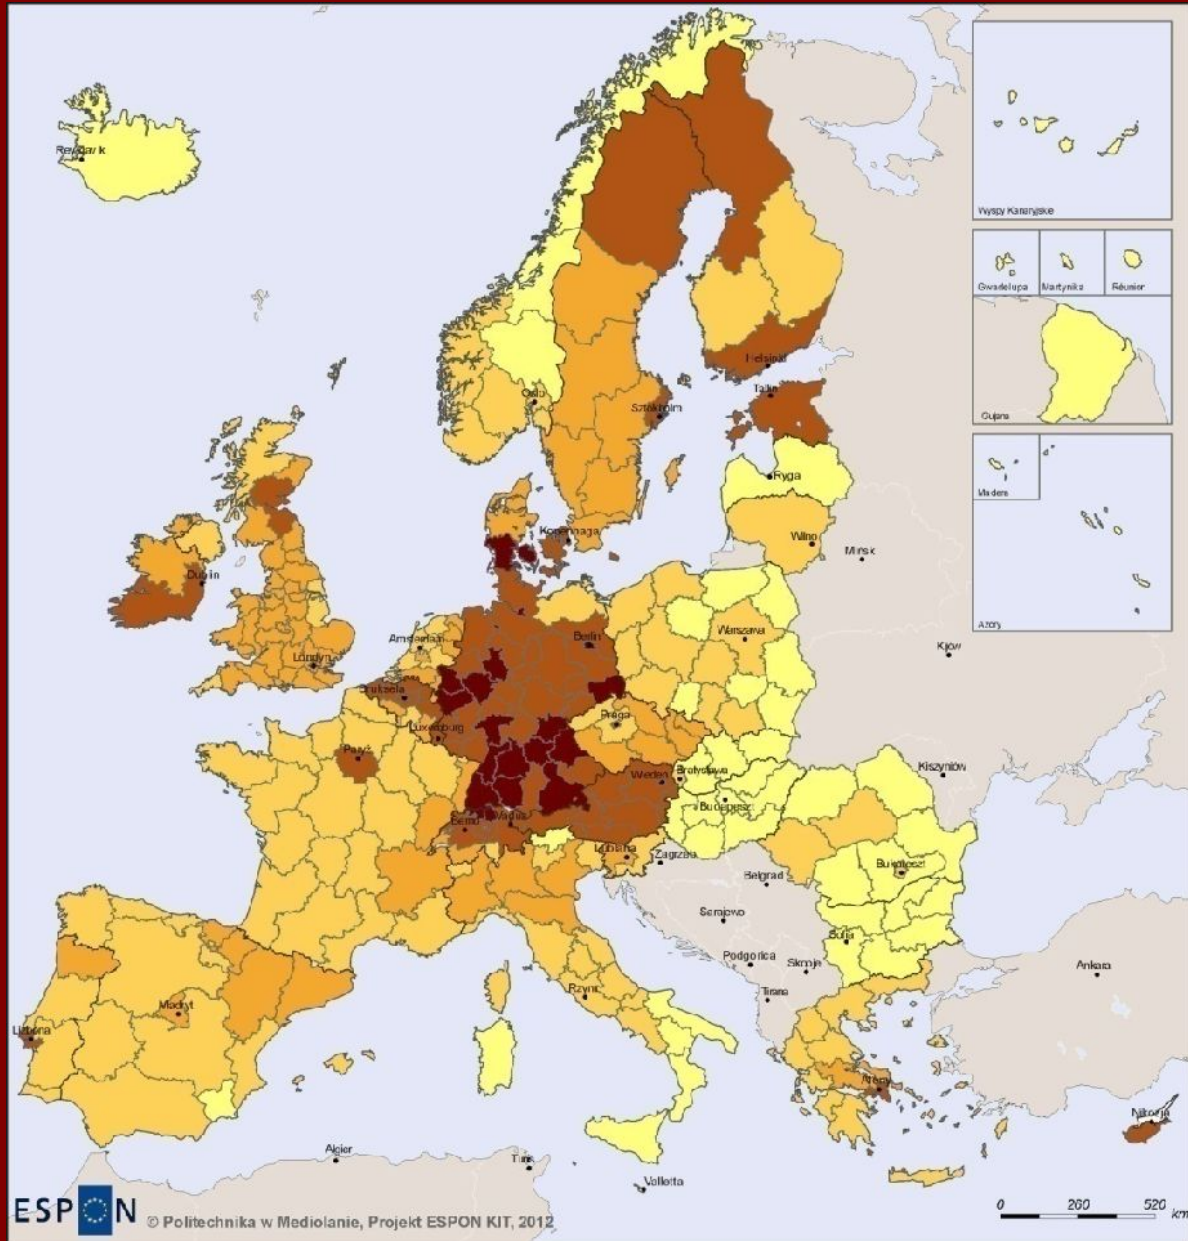 Reykjavik
Wyspy Kanaryjskie
Gwadelupa
Martynika
Réunion
Gujana
Madera
Azory
Oslo
Helsinki
Tallin
Sztokholm
Ryga
Kopenhaga
Wilno
Mińsk
Dublin
Amsterdam
Berlin
Warszawa
Londyn
Kijów
Bruksela
Praga
Luxemburg
Paryż
Wiedeń
Bratysława
Kiszyniów
Budapeszt
Berno
Vaduz
Lublana
Zagrzeb
Bukareszt
Belgrad
Sarajewo
Sofia
Podgorica
Skopje
Ankara
Rzym
Tirana
Madryt
Lizbona
Ateny
Nikozja
Algier
Tunis
Valletta
ESPON
© Politechnika w Mediolanie, Projekt ESPON KIT, 2012
0 260 520
km